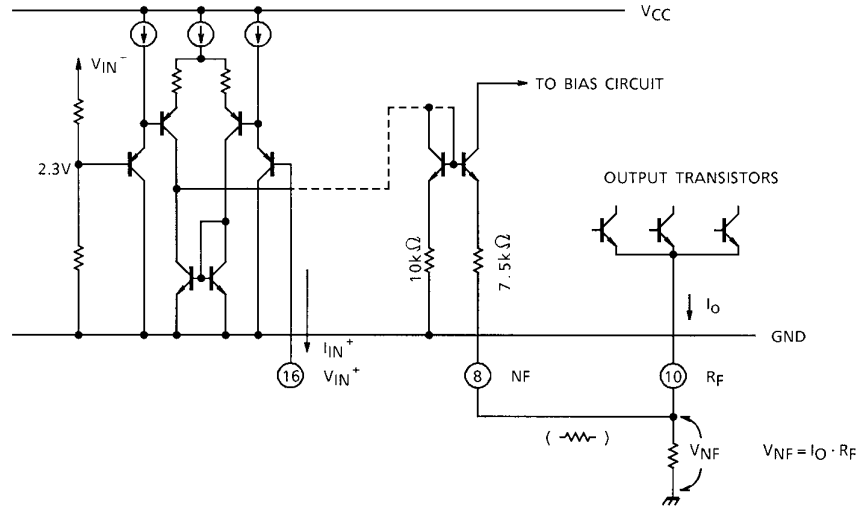 VCC
VIN-
TO BIAS CIRCUIT
2.3V
OUTPUT TRANSISTORS
10kΩ
7.5kΩ
IO
GND
IIN+
16 VIN+
8 NF
10 RF
( )
VNF
VNF = IO · RF